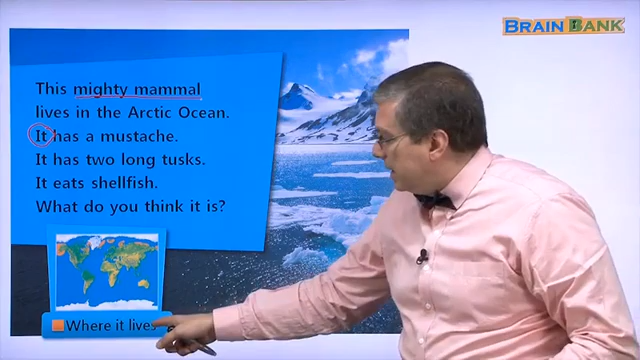 BRAIN BANK
This mighty mammal
lives in the Arctic Ocean.
It has a mustache.
It has two long tusks.
It eats shellfish.
What do you think it is?
Where it lives